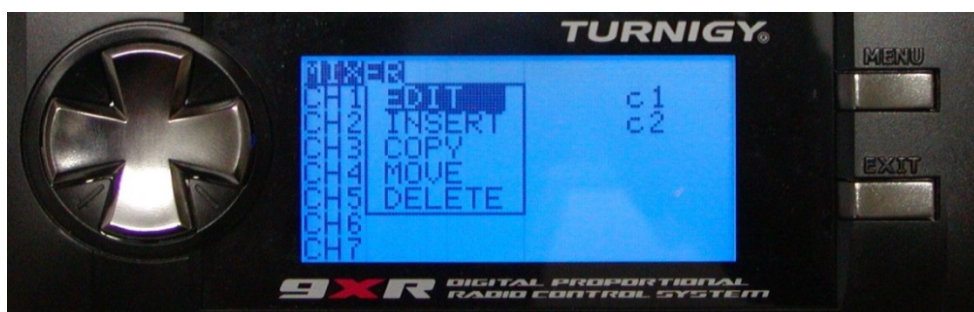 TURNIGY®
MENU
MIXER
CH1 EDIT c1
CH2 INSERT c2
CH3 COPY
CH4 MOVE
CH5 DELETE
CH6
CH7
EXIT
9XR DIGITAL PROPORTIONAL
RADIO CONTROL SYSTEM